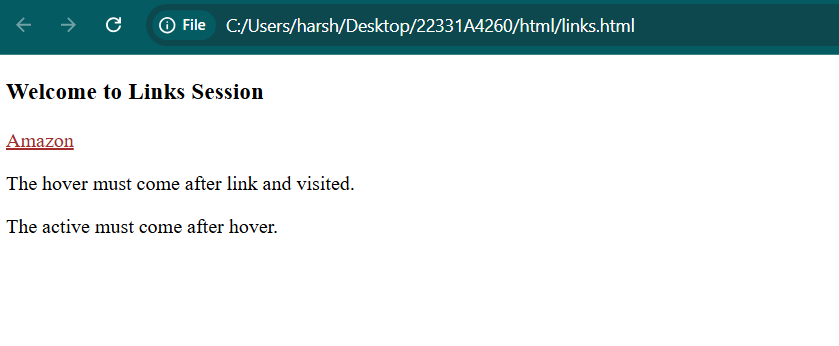 File C:/Users/harsh/Desktop/22331A4260/html/links.html
Welcome to Links Session
Amazon
The hover must come after link and visited.
The active must come after hover.